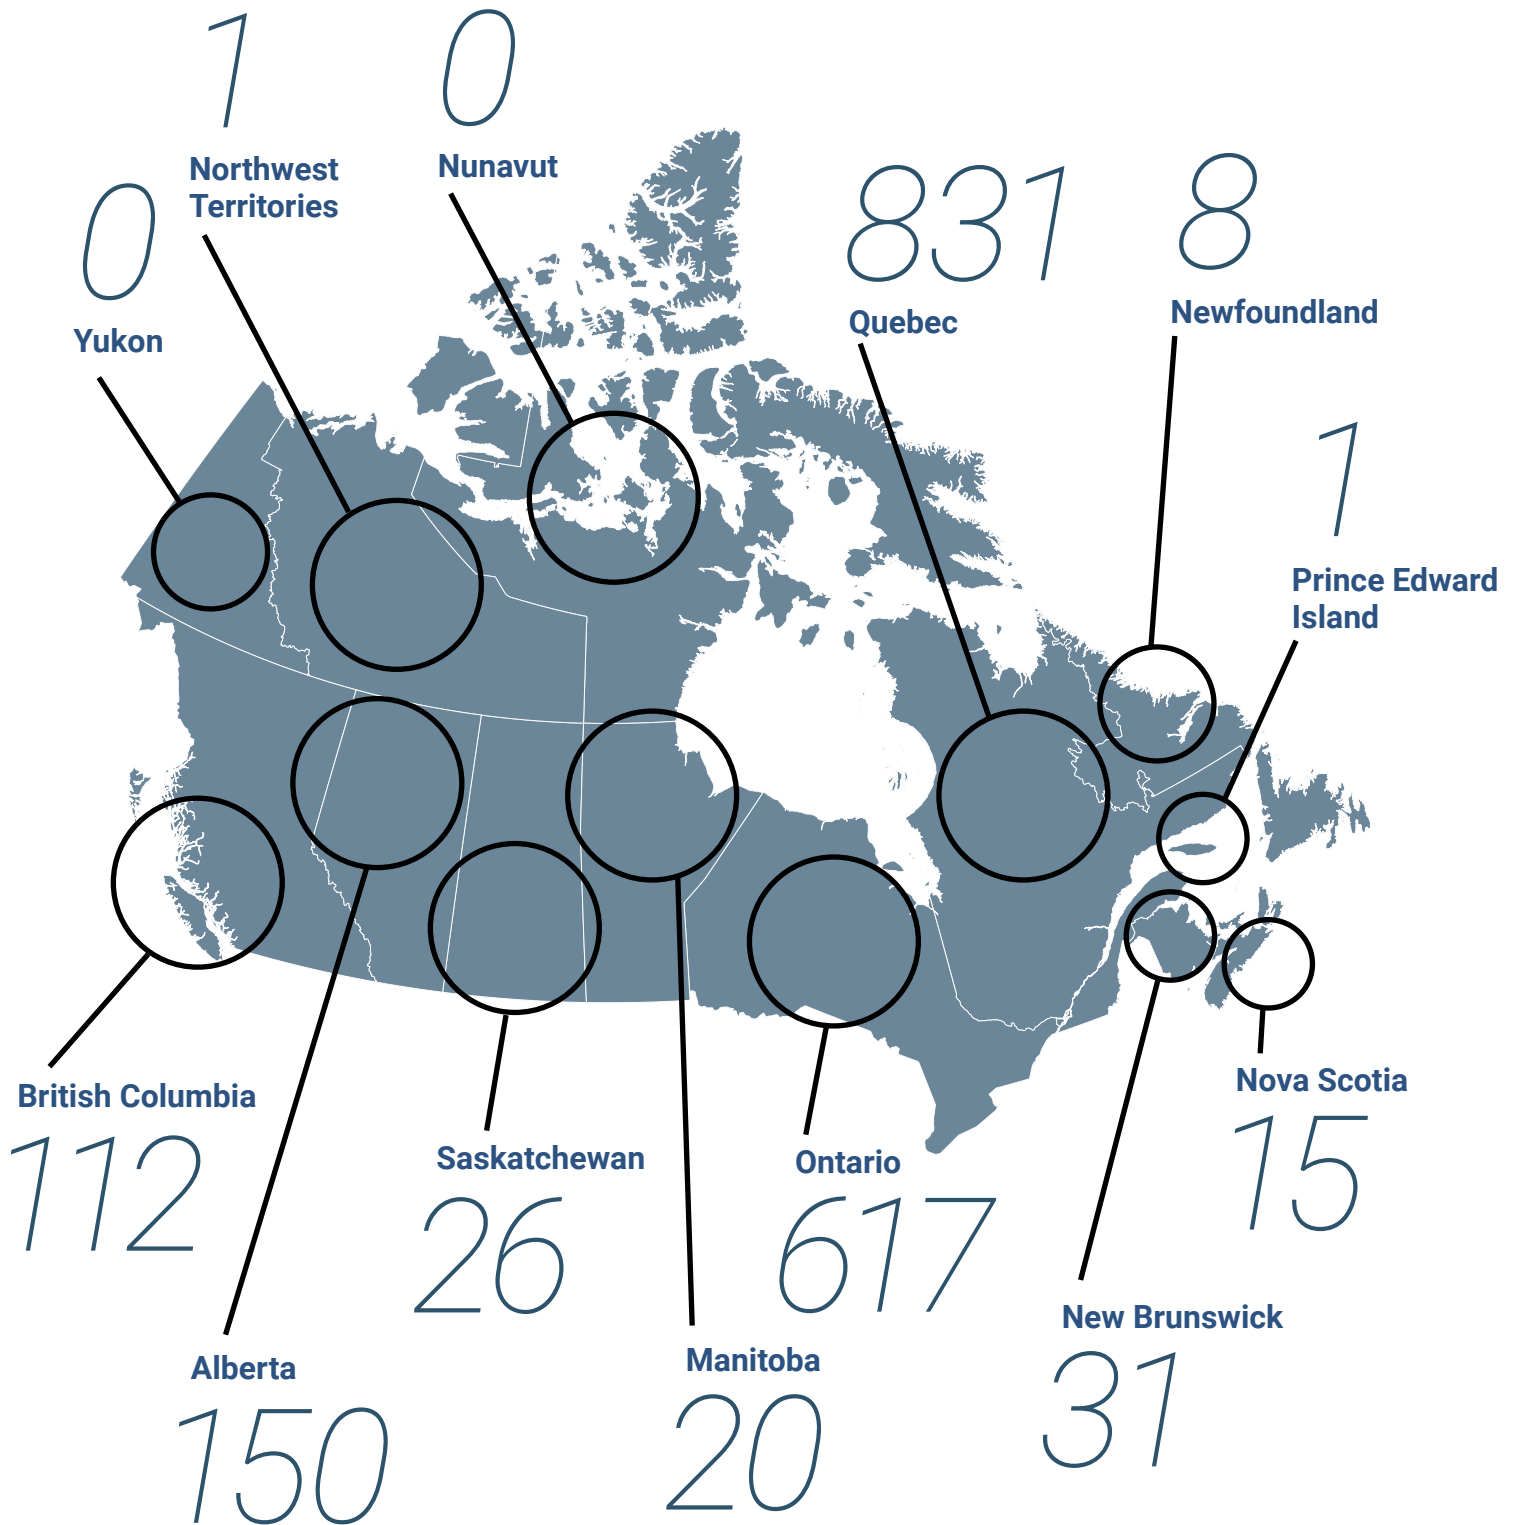 1
Northwest
Territories
0
Nunavut
0
Yukon
831
Quebec
8
Newfoundland
1
Prince Edward
Island
British Columbia
112
Alberta
150
Saskatchewan
26
Manitoba
20
Ontario
617
New Brunswick
31
Nova Scotia
15